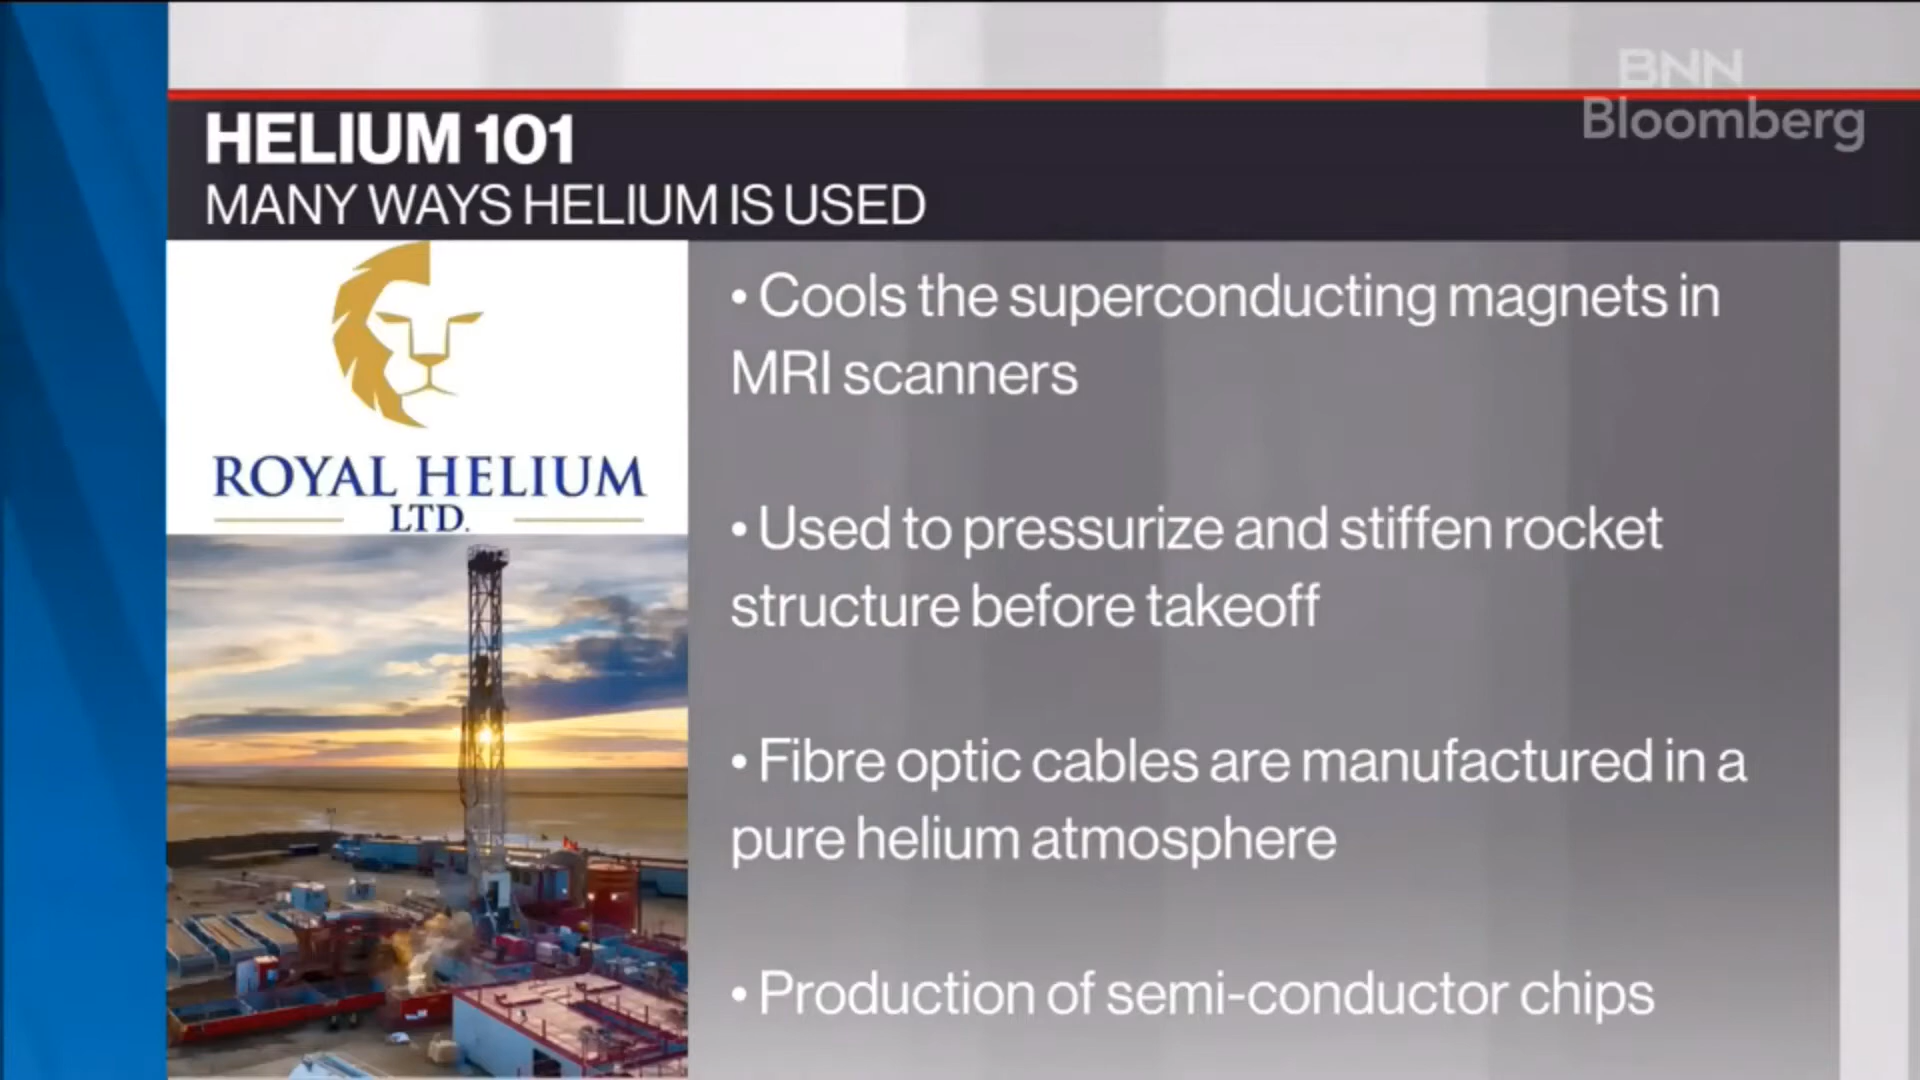 BNN
Bloomberg
HELIUM 101
MANY WAYS HELIUM IS USED
ROYAL HELIUM
LTD.
• Cools the superconducting magnets in
MRI scanners
• Used to pressurize and stiffen rocket
structure before takeoff
• Fibre optic cables are manufactured in a
pure helium atmosphere
• Production of semi-conductor chips